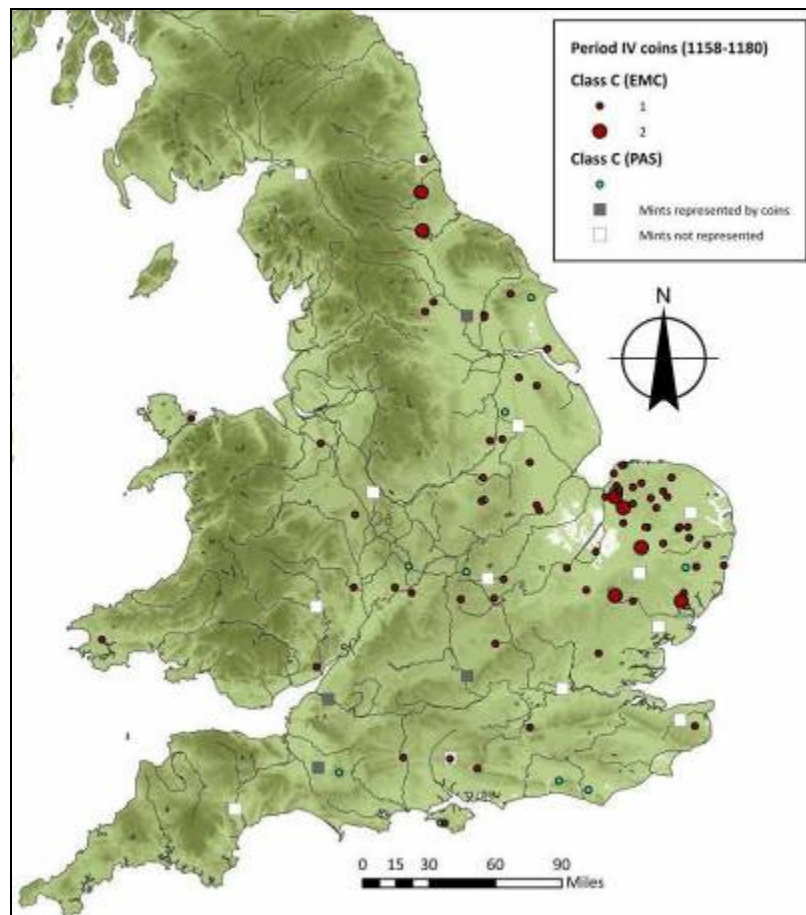 Period IV coins (1158-1180)
Class C (EMC)
1
2
Class C (PAS)
Mints represented by coins
Mints not represented
N
0 15 30 60 90
Miles